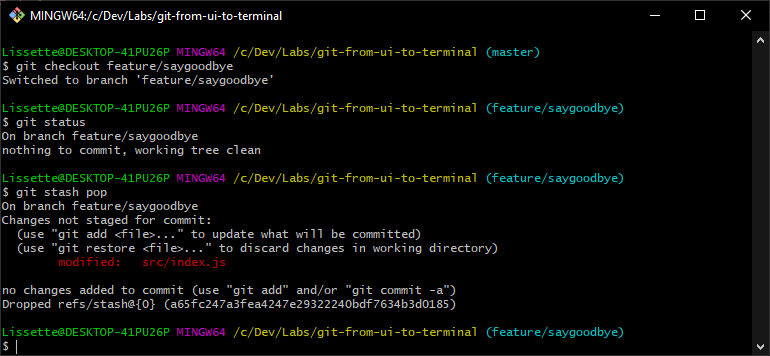 MINGW64:/c/Dev/Labs/git-from-ui-to-terminal
Lissette@DESKTOP-41PU26P MINGW64 /c/Dev/Labs/git-from-ui-to-terminal (master)
$ git checkout feature/saygoodbye
Switched to branch 'feature/saygoodbye'
Lissette@DESKTOP-41PU26P MINGW64 /c/Dev/Labs/git-from-ui-to-terminal (feature/saygoodbye)
$ git status
On branch feature/saygoodbye
nothing to commit, working tree clean
Lissette@DESKTOP-41PU26P MINGW64 /c/Dev/Labs/git-from-ui-to-terminal (feature/saygoodbye)
$ git stash pop
On branch feature/saygoodbye
Changes not staged for commit:
  (use "git add <file>..." to update what will be committed)
  (use "git restore <file>..." to discard changes in working directory)
        modified:   src/index.js
no changes added to commit (use "git add" and/or "git commit -a")
Dropped refs/stash@{0} (a65fc247a3fea4247e29322240bdf7634b3d0185)
Lissette@DESKTOP-41PU26P MINGW64 /c/Dev/Labs/git-from-ui-to-terminal (feature/saygoodbye)
$